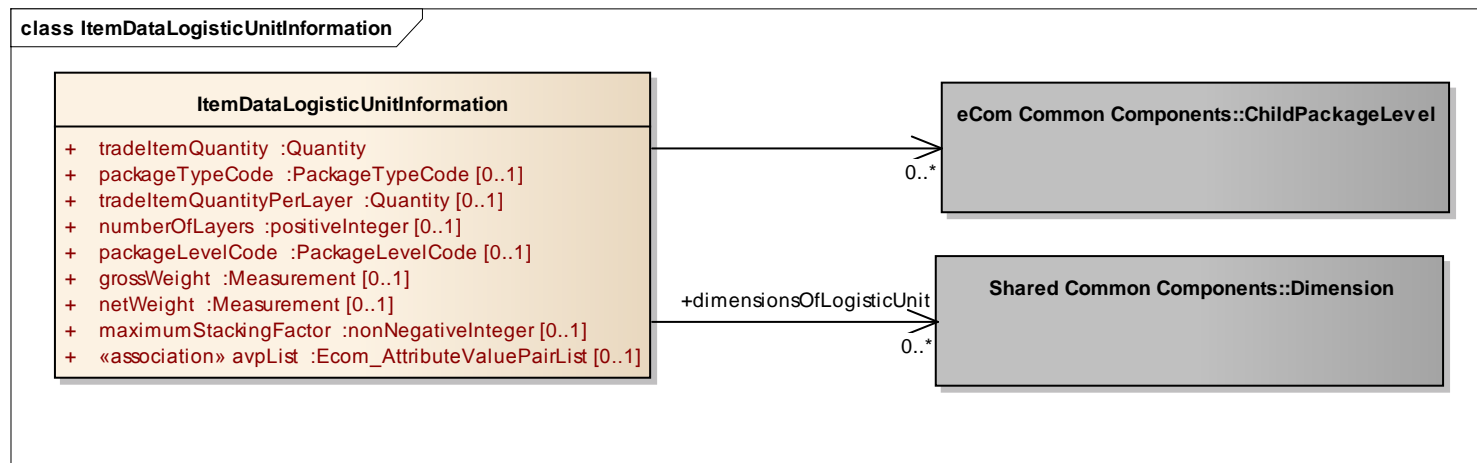 class ItemDataLogisticUnitInformation
ItemDataLogisticUnitInformation
+ tradeItemQuantity :Quantity
+ packageTypeCode :PackageTypeCode [0..1]
+ tradeItemQuantityPerLayer :Quantity [0..1]
+ numberOfLayers :positiveInteger [0..1]
+ packageLevelCode :PackageLevelCode [0..1]
+ grossWeight :Measurement [0..1]
+ netWeight :Measurement [0..1]
+ maximumStackingFactor :nonNegativeInteger [0..1]
+ «association» avpList :Ecom_AttributeValuePairList [0..1]
eCom Common Components::ChildPackageLevel
0..*
+dimensionsOfLogisticUnit
0..*
Shared Common Components::Dimension